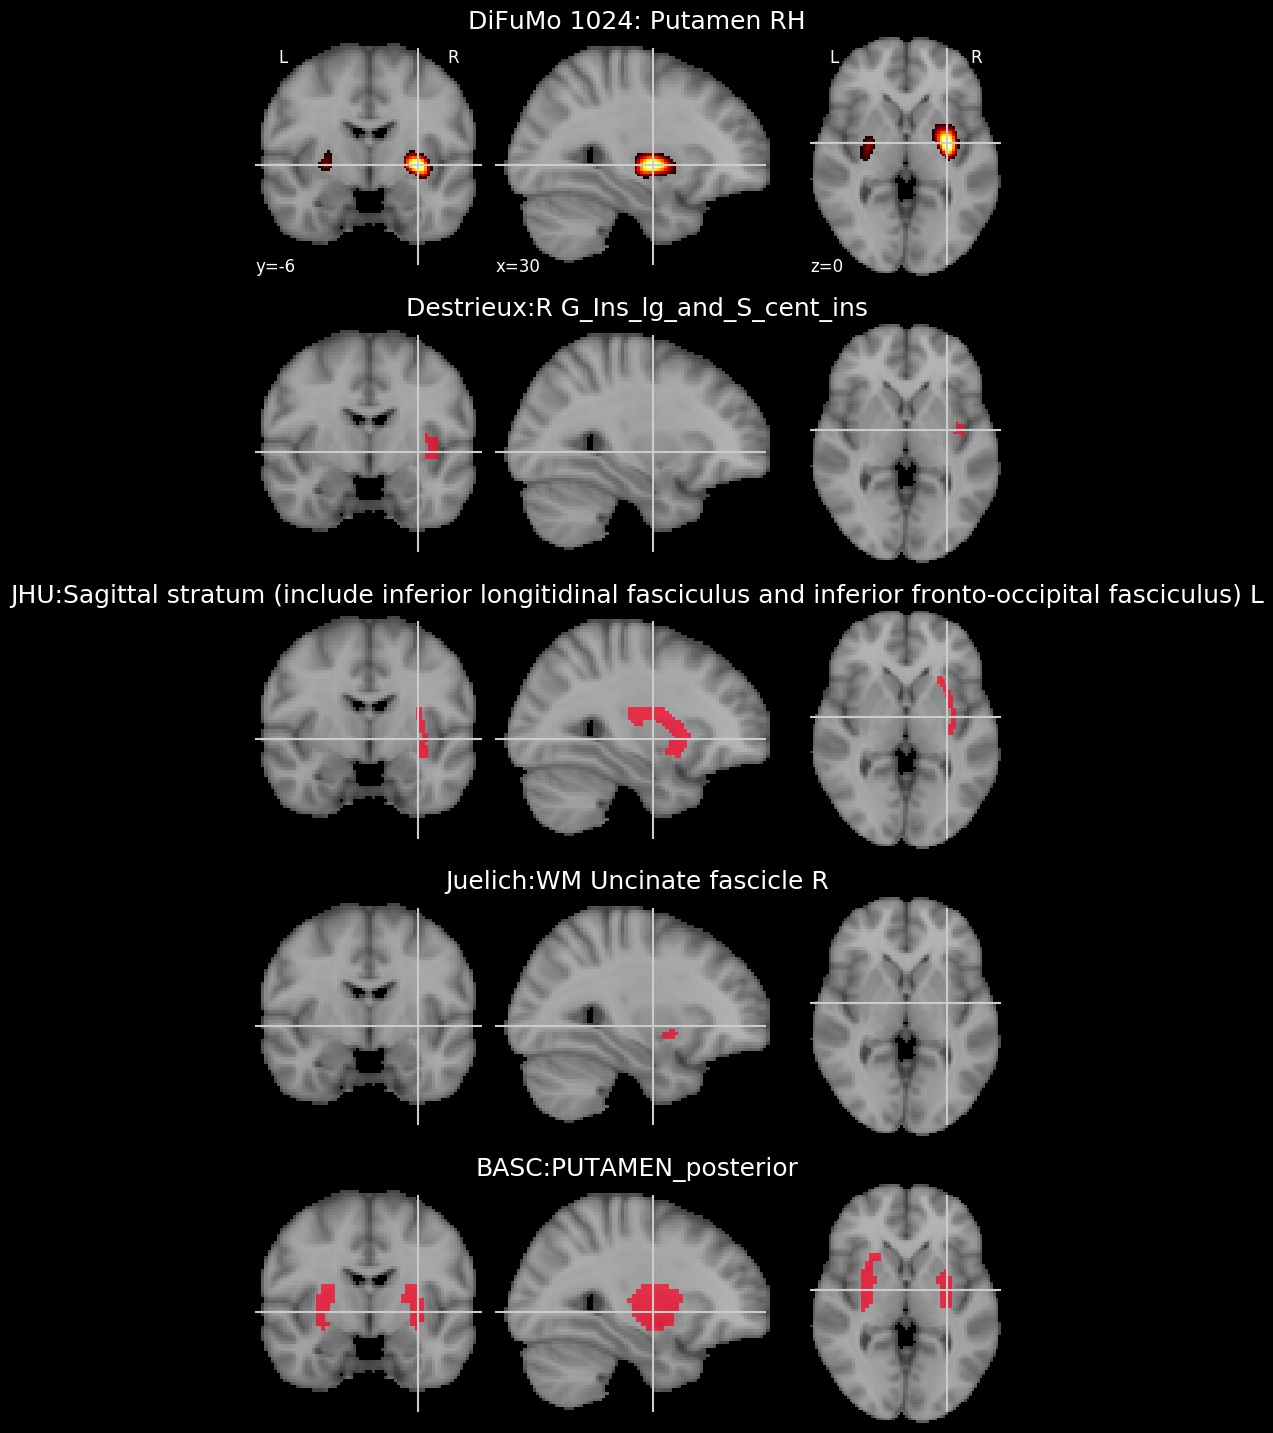 DiFuMo 1024: Putamen RH
L R L R
y=-6 x=30 z=0
Destrieux:R G_Ins_lg_and_S_cent_ins
JHU:Sagittal stratum (include inferior longitidinal fasciculus and inferior fronto-occipital fasciculus) L
Juelich:WM Uncinate fascicle R
BASC:PUTAMEN_posterior